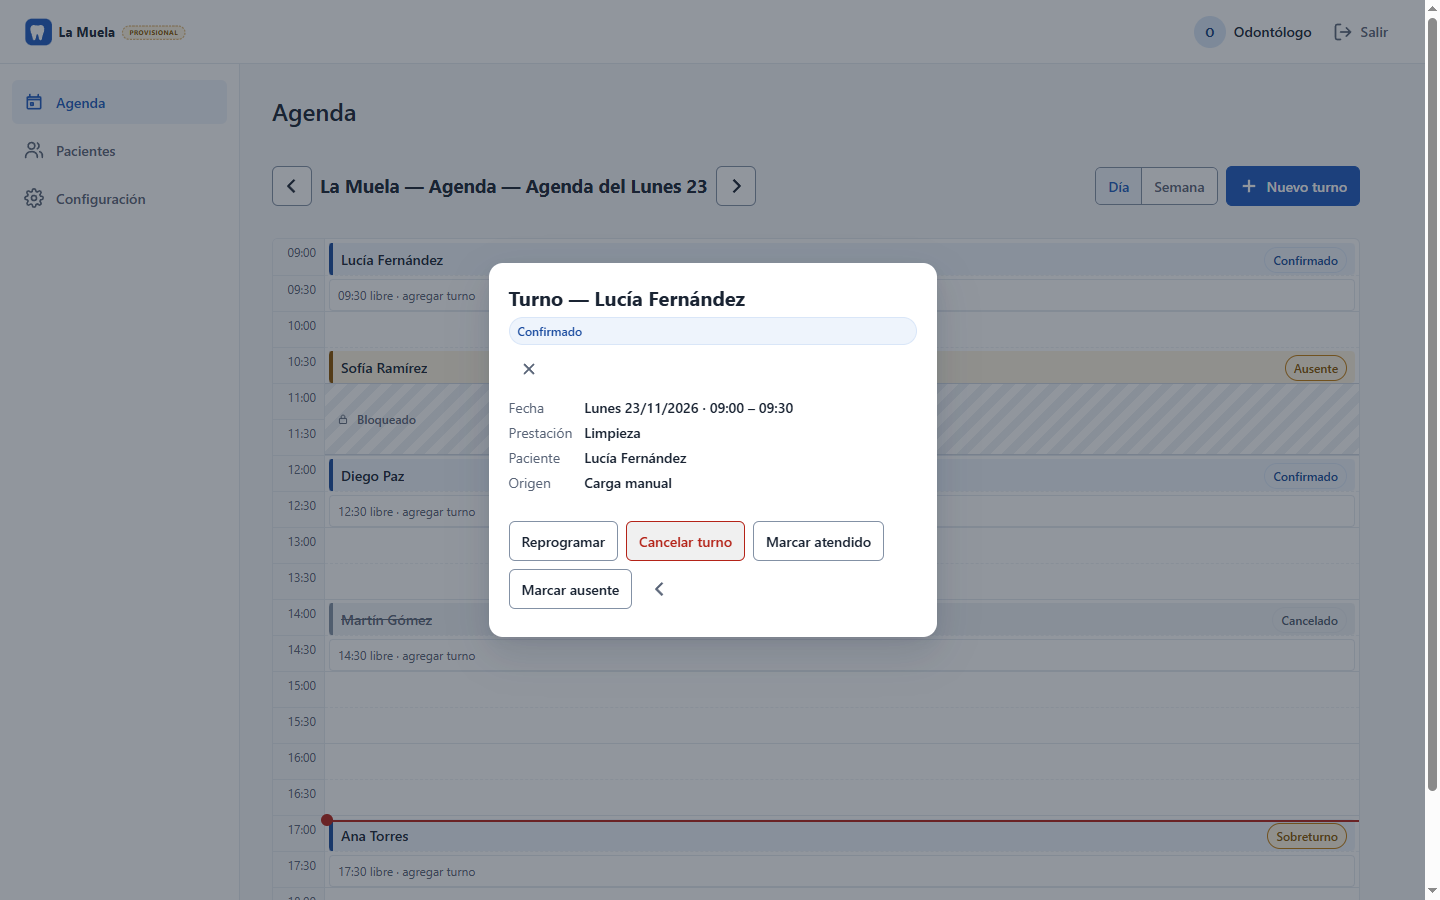 La Muela PROVISIONAL
O Odontólogo Salir
Agenda
Pacientes
Configuración
Agenda
La Muela — Agenda — Agenda del Lunes 23
Día Semana Nuevo turno
09:00 Lucía Fernández Confirmado
09:30 09:30 libre · agregar turno
10:00
10:30 Sofía Ramírez Ausente
11:00
Bloqueado
11:30
12:00 Diego Paz Confirmado
12:30 12:30 libre · agregar turno
13:00
13:30
14:00 Martín Gómez Cancelado
14:30 14:30 libre · agregar turno
15:00
15:30
16:00
16:30
17:00 Ana Torres Sobreturno
17:30 17:30 libre · agregar turno
Turno — Lucía Fernández
Confirmado
Fecha Lunes 23/11/2026 · 09:00 – 09:30
Prestación Limpieza
Paciente Lucía Fernández
Origen Carga manual
Reprogramar Cancelar turno Marcar atendido
Marcar ausente